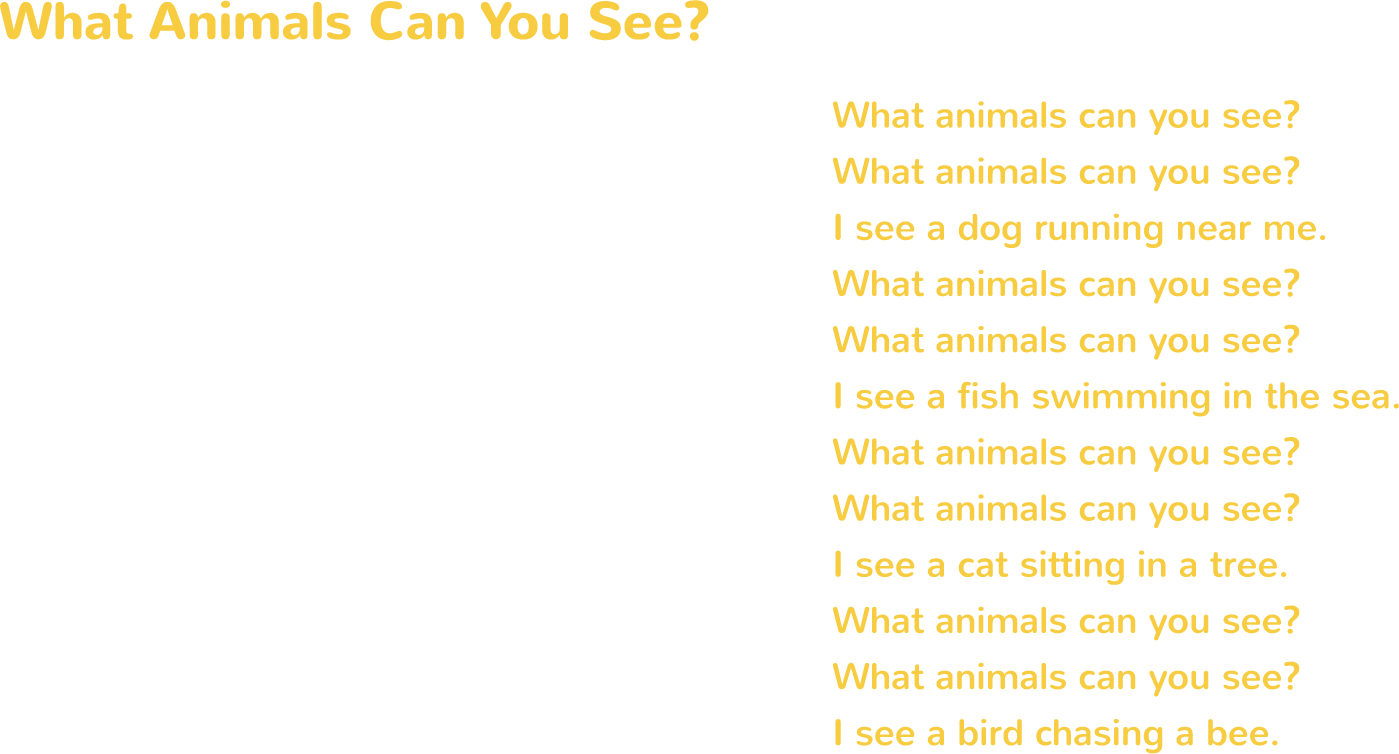 What Animals Can You See?
What animals can you see?
What animals can you see?
I see a dog running near me.
What animals can you see?
What animals can you see?
I see a fish swimming in the sea.
What animals can you see?
What animals can you see?
I see a cat sitting in a tree.
What animals can you see?
What animals can you see?
I see a bird chasing a bee.